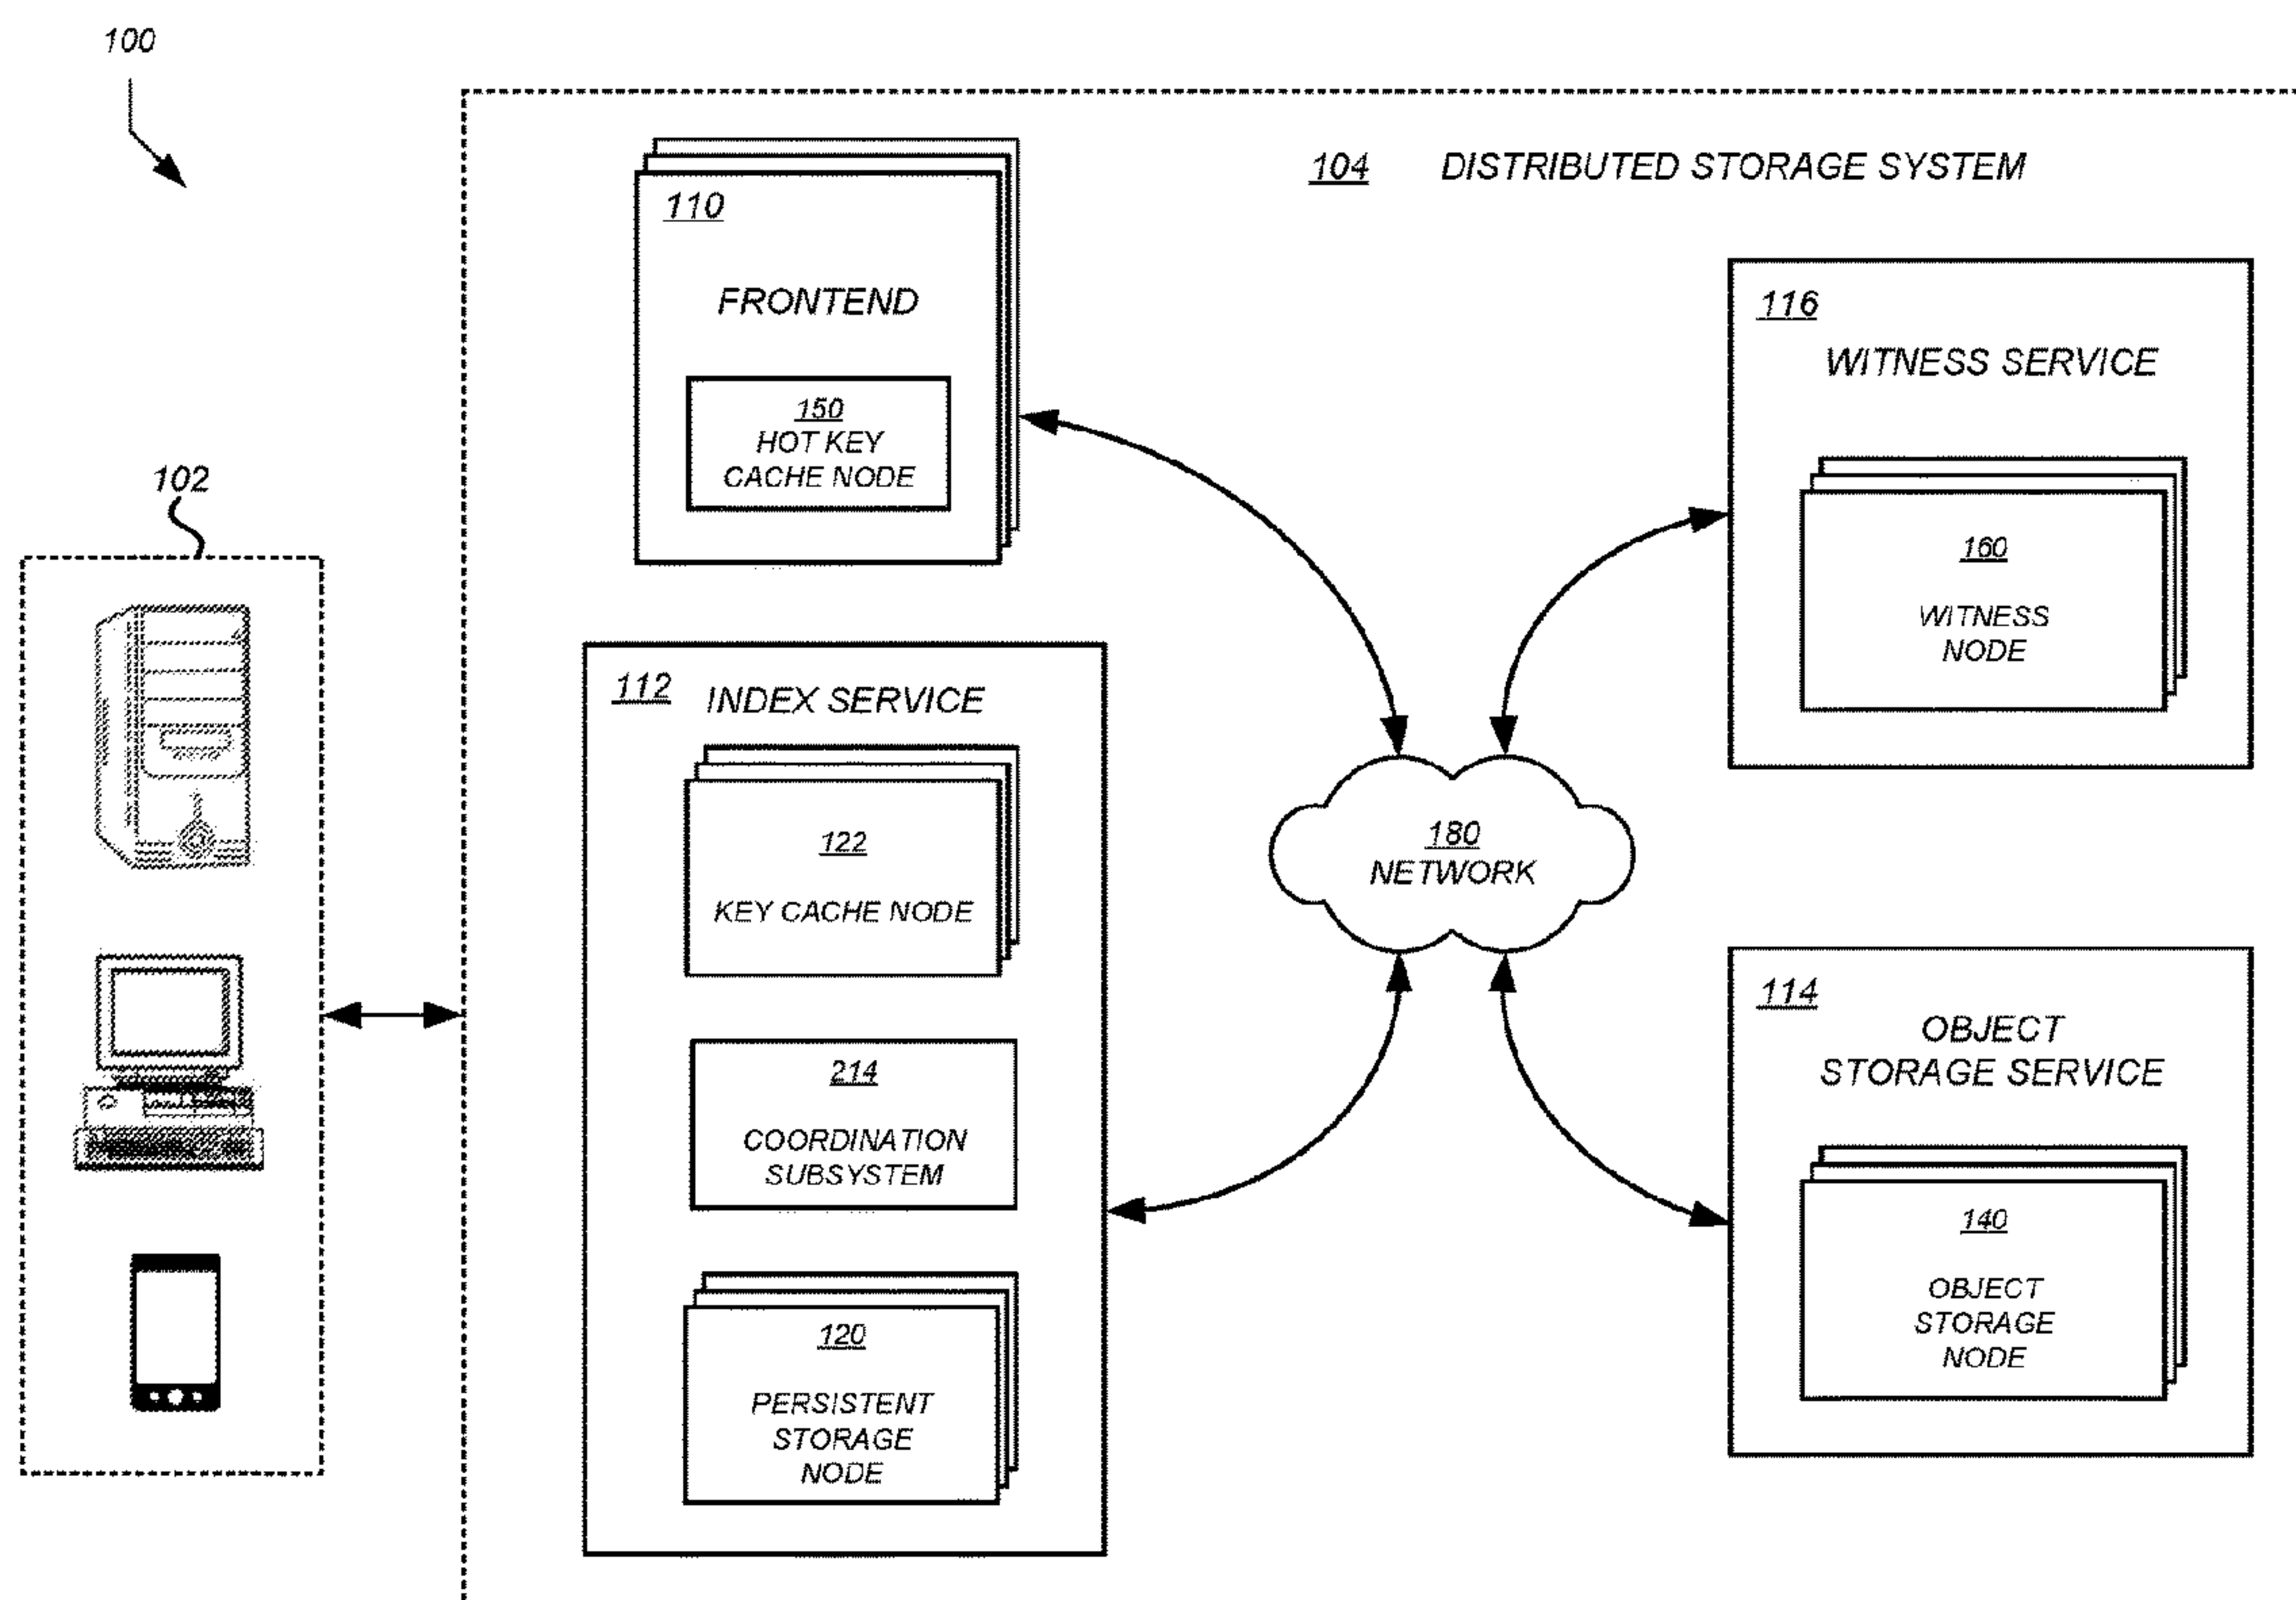 100
104 DISTRIBUTED STORAGE SYSTEM
110
FRONTEND
150
HOT KEY
CACHE NODE
116
WITNESS SERVICE
160
WITNESS
NODE
102
112 INDEX SERVICE
122
KEY CACHE NODE
214
COORDINATION
SUBSYSTEM
120
PERSISTENT
STORAGE
NODE
180
NETWORK
114
OBJECT
STORAGE SERVICE
140
OBJECT
STORAGE
NODE